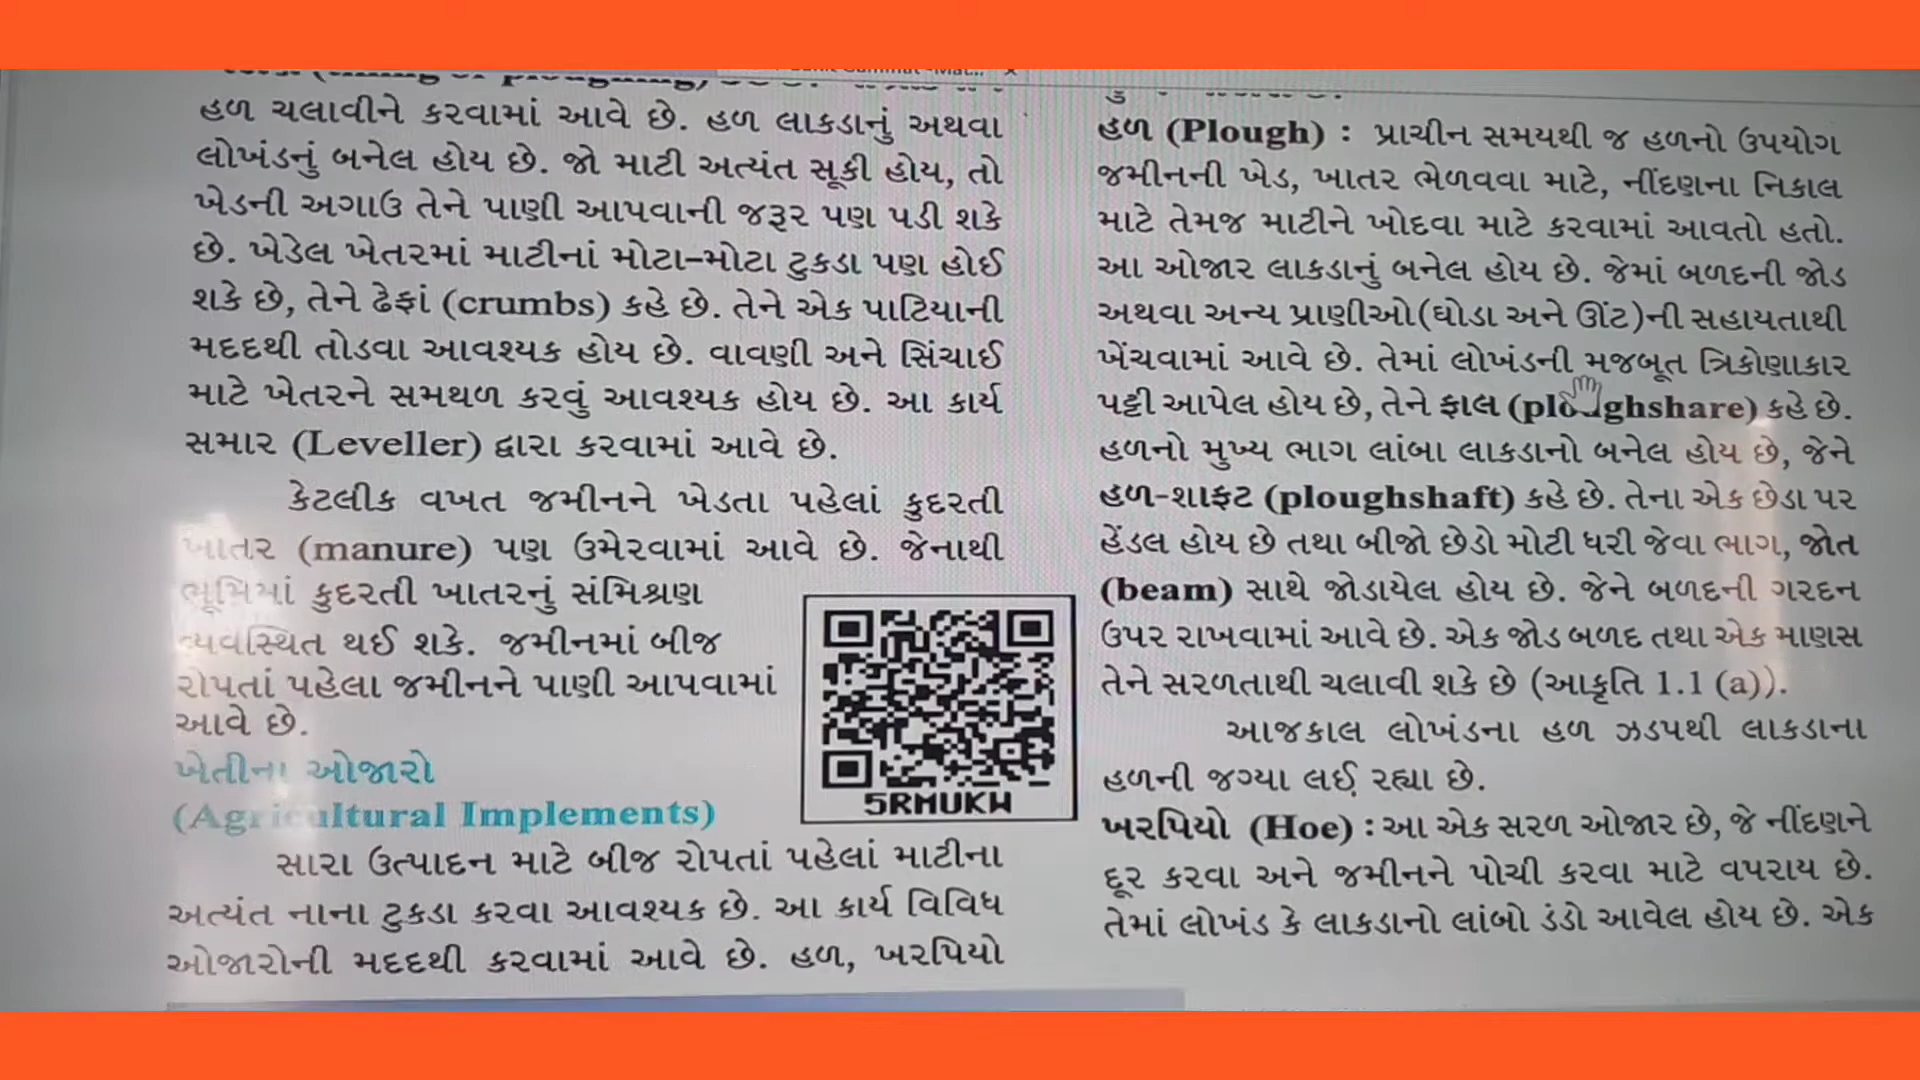 હળ ચલાવીને કરવામાં આવે છે. હળ લાકડાનું અથવા
લોખંડનું બનેલ હોય છે. જો માટી અત્યંત સૂકી હોય, તો
ખેડની અગાઉ તેને પાણી આપવાની જરૂર પણ પડી શકે
છે. ખેડેલ ખેતરમાં માટીનાં મોટા-મોટા ટુકડા પણ હોઈ
શકે છે, તેને ઢેફાં (crumbs) કહે છે. તેને એક પાટિયાની
મદદથી તોડવા આવશ્યક હોય છે. વાવણી અને સિંચાઈ
માટે ખેતરને સમથળ કરવું આવશ્યક હોય છે. આ કાર્ય
સમાર (Leveller) દ્વારા કરવામાં આવે છે.
કેટલીક વખત જમીનને ખેડતા પહેલાં કુદરતી
ખાતર (manure) પણ ઉમેરવામાં આવે છે. જેનાથી
ભૂમિમાં કુદરતી ખાતરનું સંમિશ્રણ
વ્યવસ્થિત થઈ શકે. જમીનમાં બીજ
રોપતાં પહેલા જમીનને પાણી આપવામાં
આવે છે.
ખેતીના ઓજારો
(Agricultural Implements)
5RMUKW
સારા ઉત્પાદન માટે બીજ રોપતાં પહેલાં માટીના
અત્યંત નાના ટુકડા કરવા આવશ્યક છે. આ કાર્ય વિવિધ
ઓજારોની મદદથી કરવામાં આવે છે. હળ, ખરપિયો
હળ (Plough) : પ્રાચીન સમયથી જ હળનો ઉપયોગ
જમીનની ખેડ, ખાતર ભેળવવા માટે, નીંદણના નિકાલ
માટે તેમજ માટીને ખોદવા માટે કરવામાં આવતો હતો.
આ ઓજાર લાકડાનું બનેલ હોય છે. જેમાં બળદની જોડ
અથવા અન્ય પ્રાણીઓ(ઘોડા અને ઊંટ)ની સહાયતાથી
ખેંચવામાં આવે છે. તેમાં લોખંડની મજબૂત ત્રિકોણાકાર
પટ્ટી આપેલ હોય છે, તેને ફાલ (ploughshare) કહે છે.
હળનો મુખ્ય ભાગ લાંબા લાકડાનો બનેલ હોય છે, જેને
હળ-શાફ્ટ (ploughshaft) કહે છે. તેના એક છેડા પર
હેંડલ હોય છે તથા બીજો છેડો મોટી ધરી જેવા ભાગ, જોત
(beam) સાથે જોડાયેલ હોય છે. જેને બળદની ગરદન
ઉપર રાખવામાં આવે છે. એક જોડ બળદ તથા એક માણસ
તેને સરળતાથી ચલાવી શકે છે (આકૃતિ 1.1 (a)).
આજકાલ લોખંડના હળ ઝડપથી લાકડાના
હળની જગ્યા લઈ રહ્યા છે.
ખરપિયો (Hoe) : આ એક સરળ ઓજાર છે, જે નીંદણને
દૂર કરવા અને જમીનને પોચી કરવા માટે વપરાય છે.
તેમાં લોખંડ કે લાકડાનો લાંબો ડંડો આવેલ હોય છે. એક